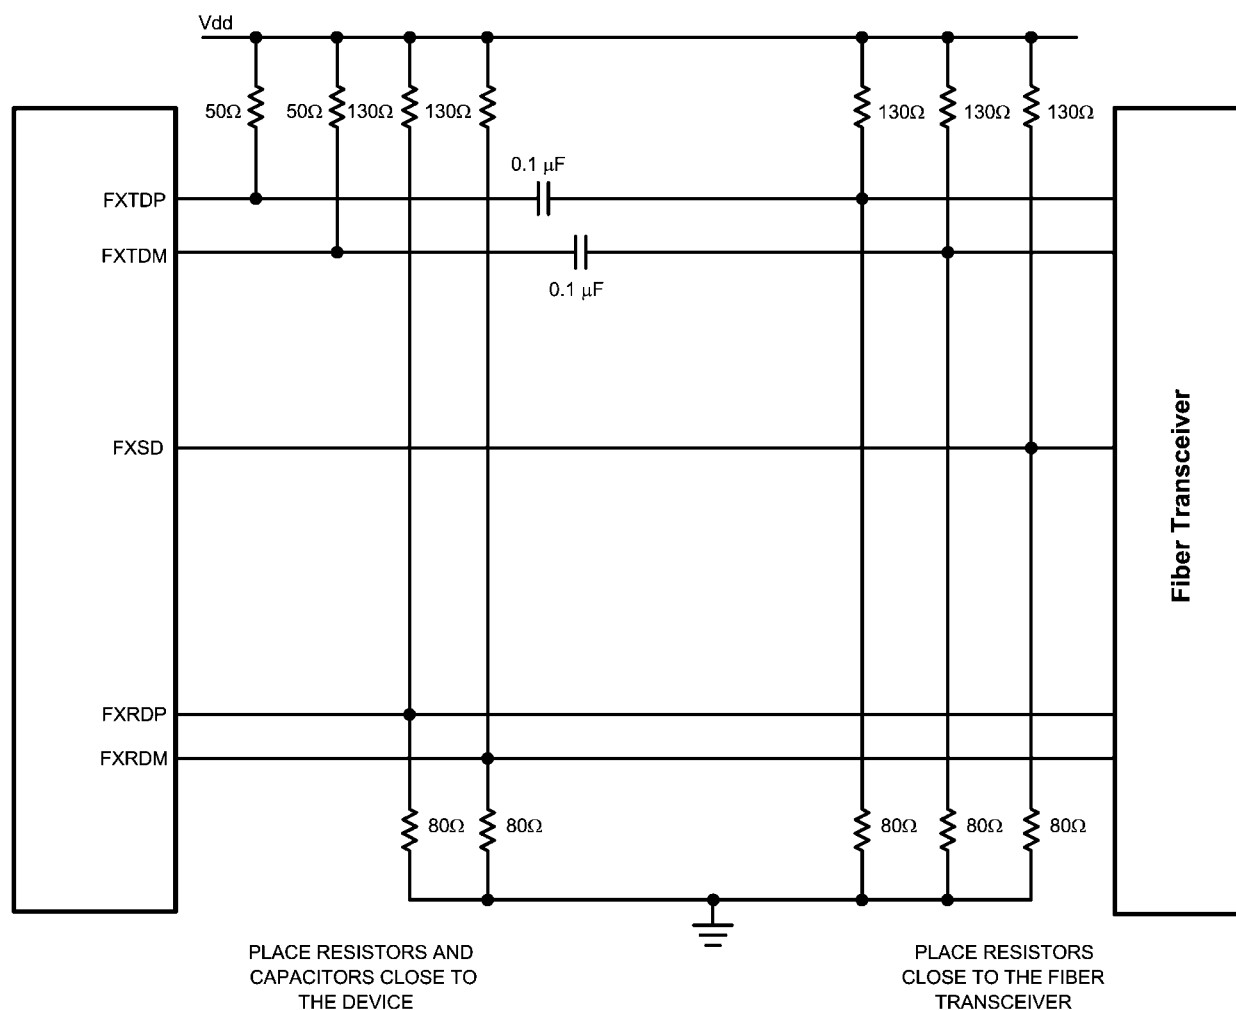 Vdd
50Ω
50Ω
130Ω
130Ω
130Ω
130Ω
130Ω
0.1 μF
FXTDP
FXTDM
0.1 μF
FXSD
Fiber Transceiver
FXRDP
FXRDM
80Ω
80Ω
80Ω
80Ω
80Ω
PLACE RESISTORS AND
CAPACITORS CLOSE TO
THE DEVICE
PLACE RESISTORS
CLOSE TO THE FIBER
TRANSCEIVER